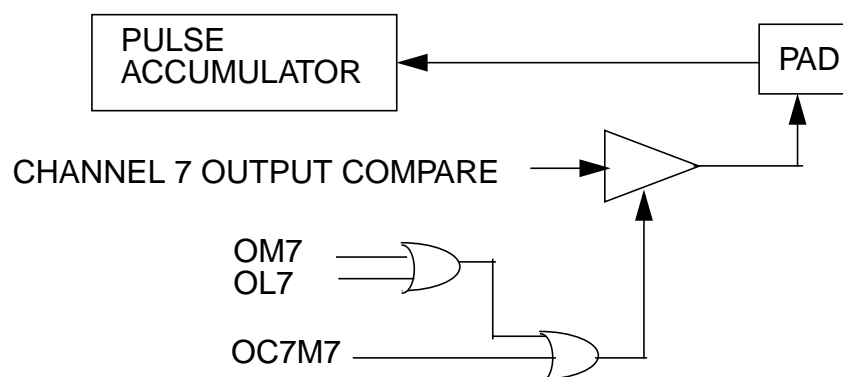 PULSE
ACCUMULATOR
PAD
CHANNEL 7 OUTPUT COMPARE
OM7
OL7
OC7M7